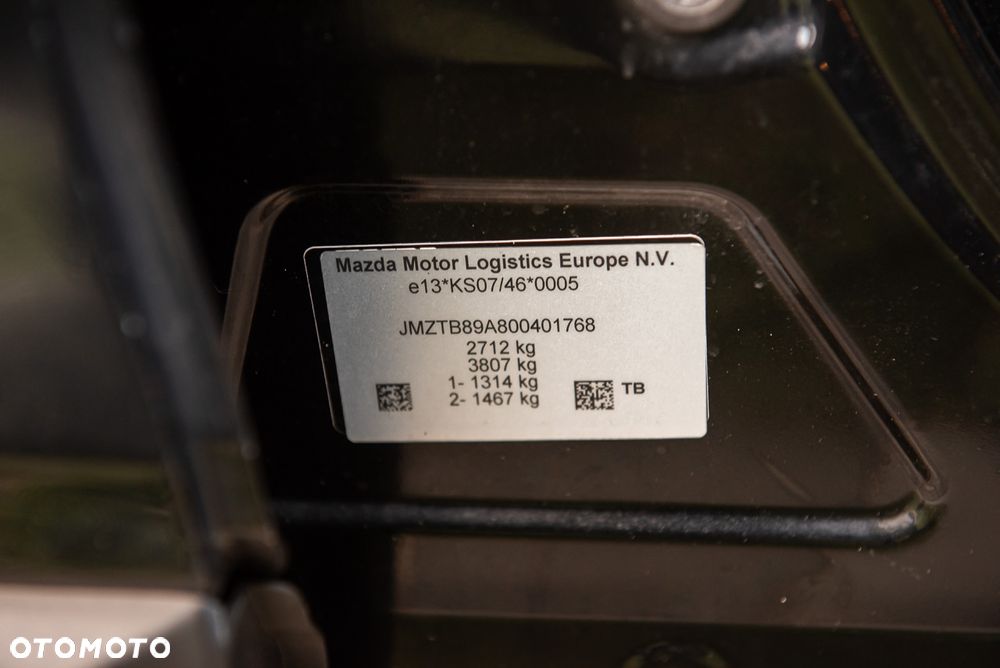 Mazda Motor Logistics Europe N.V.
e13*KS07/46*0005
JMZTB89A800401768
2712 kg
3807 kg
1- 1314 kg
2- 1467 kg
TB
OTOMOTO